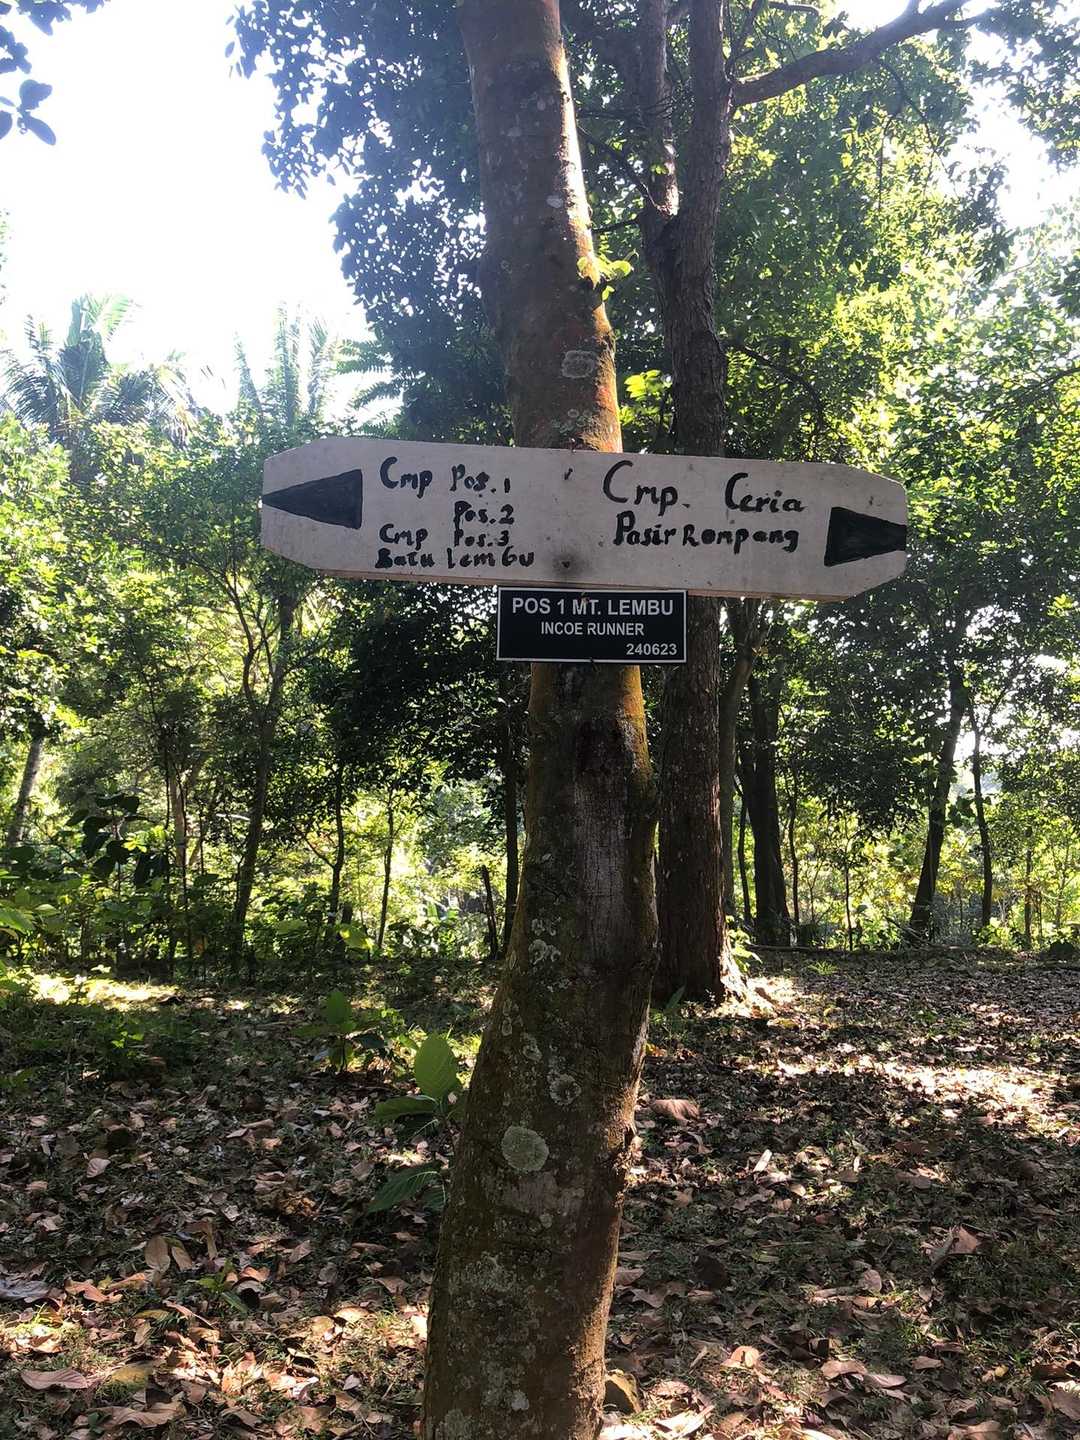 Cmp Pos.1
Pos.2
Cmp Pos.3
Batu lembu
Cmp. Ceria
Pasir Rompang
POS 1 MT. LEMBU
INCOE RUNNER
240623